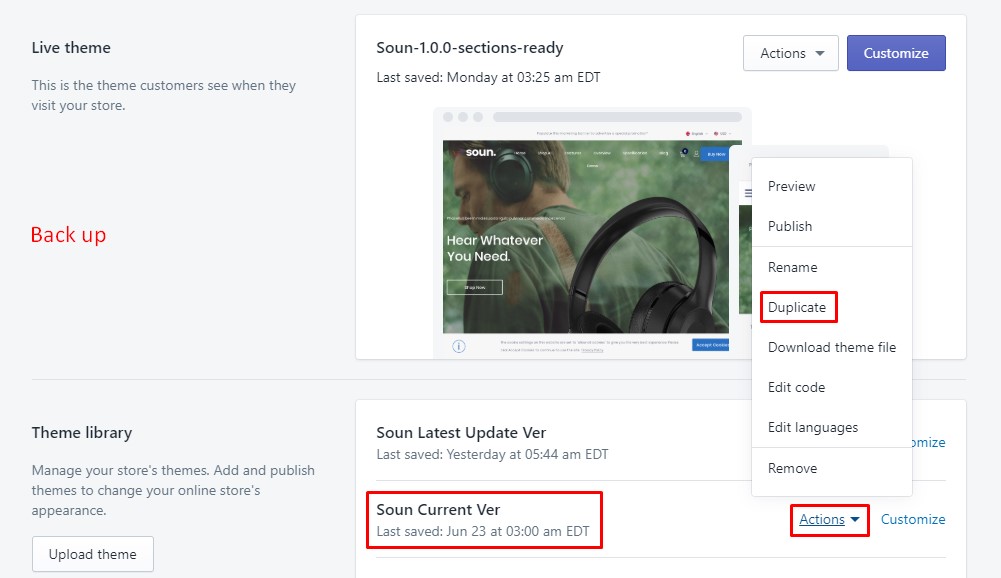 Live theme
This is the theme customers see when they
visit your store.
Back up
Soun-1.0.0-sections-ready
Last saved: Monday at 03:25 am EDT
Actions
Customize
soun.
Buy Now
Hear Whatever
You Need.
Shop Now
Preview
Publish
Rename
Duplicate
Download theme file
Edit code
Edit languages
Remove
Theme library
Manage your store's themes. Add and publish
themes to change your online store's
appearance.
Upload theme
Soun Latest Update Ver
Last saved: Yesterday at 05:44 am EDT
omize
Soun Current Ver
Last saved: Jun 23 at 03:00 am EDT
Actions
Customize